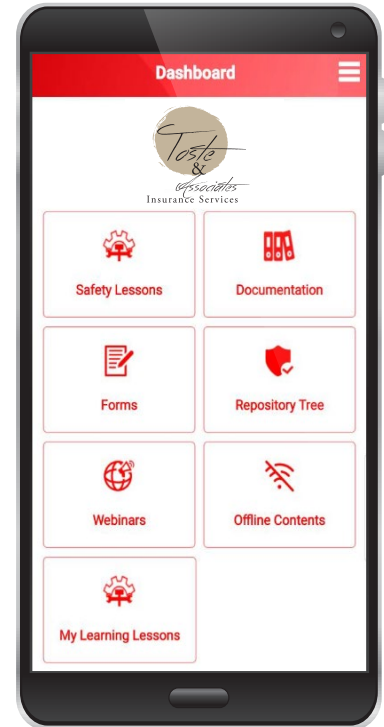 Dashboard
Toste
&
Associates
Insurance Services
Safety Lessons
Documentation
Forms
Repository Tree
Webinars
Offline Contents
My Learning Lessons